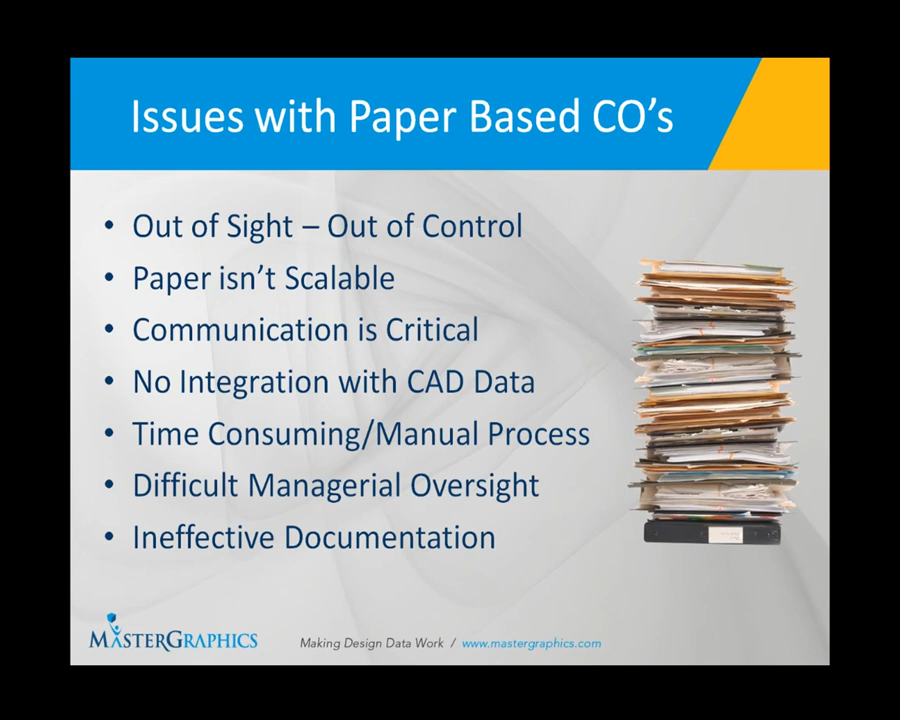 Issues with Paper Based CO's
• Out of Sight – Out of Control
• Paper isn't Scalable
• Communication is Critical
• No Integration with CAD Data
• Time Consuming/Manual Process
• Difficult Managerial Oversight
• Ineffective Documentation
MASTERGRAPHICS
Making Design Data Work / www.mastergraphics.com